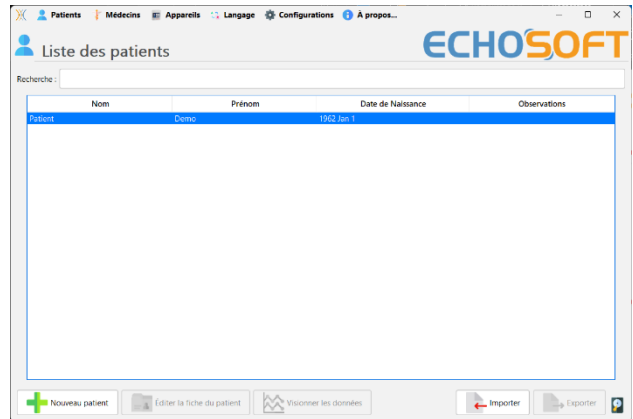 Patients Médecins Appareils Langage Configurations À propos...
Liste des patients
ECHOSOFT
Recherche :
Nom Prénom Date de Naissance Observations
Patient Demo 1962 Jan 1
Nouveau patient Éditer la fiche du patient Visionner les données Importer Exporter